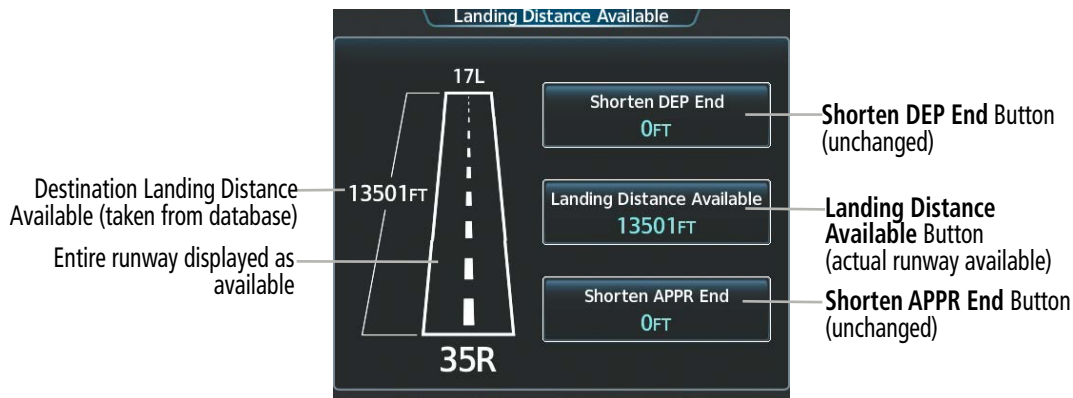 Landing Distance Available
17L
Shorten DEP End
0FT
Shorten DEP End Button
(unchanged)
Destination Landing Distance
Available (taken from database)
13501FT
Landing Distance Available
13501FT
Landing Distance
Available Button
(actual runway available)
Entire runway displayed as
available
Shorten APPR End
0FT
Shorten APPR End Button
(unchanged)
35R